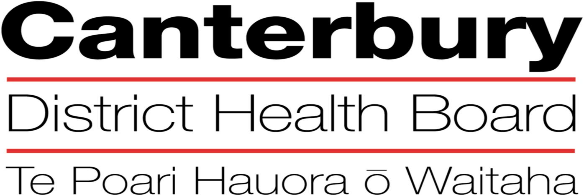 Canterbury
District Health Board
Te Poari Hauora ō Waitaha